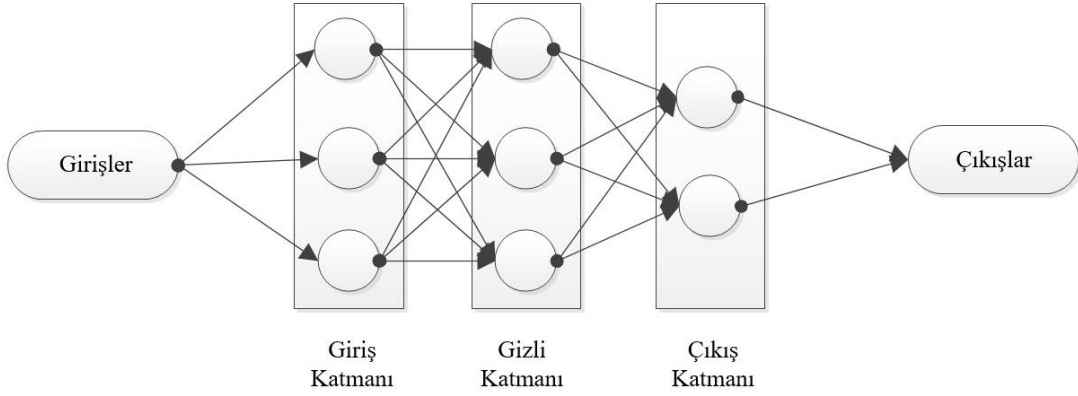 Girişler
Çıkışlar
Giriş
Katmanı
Gizli
Katmanı
Çıkış
Katmanı